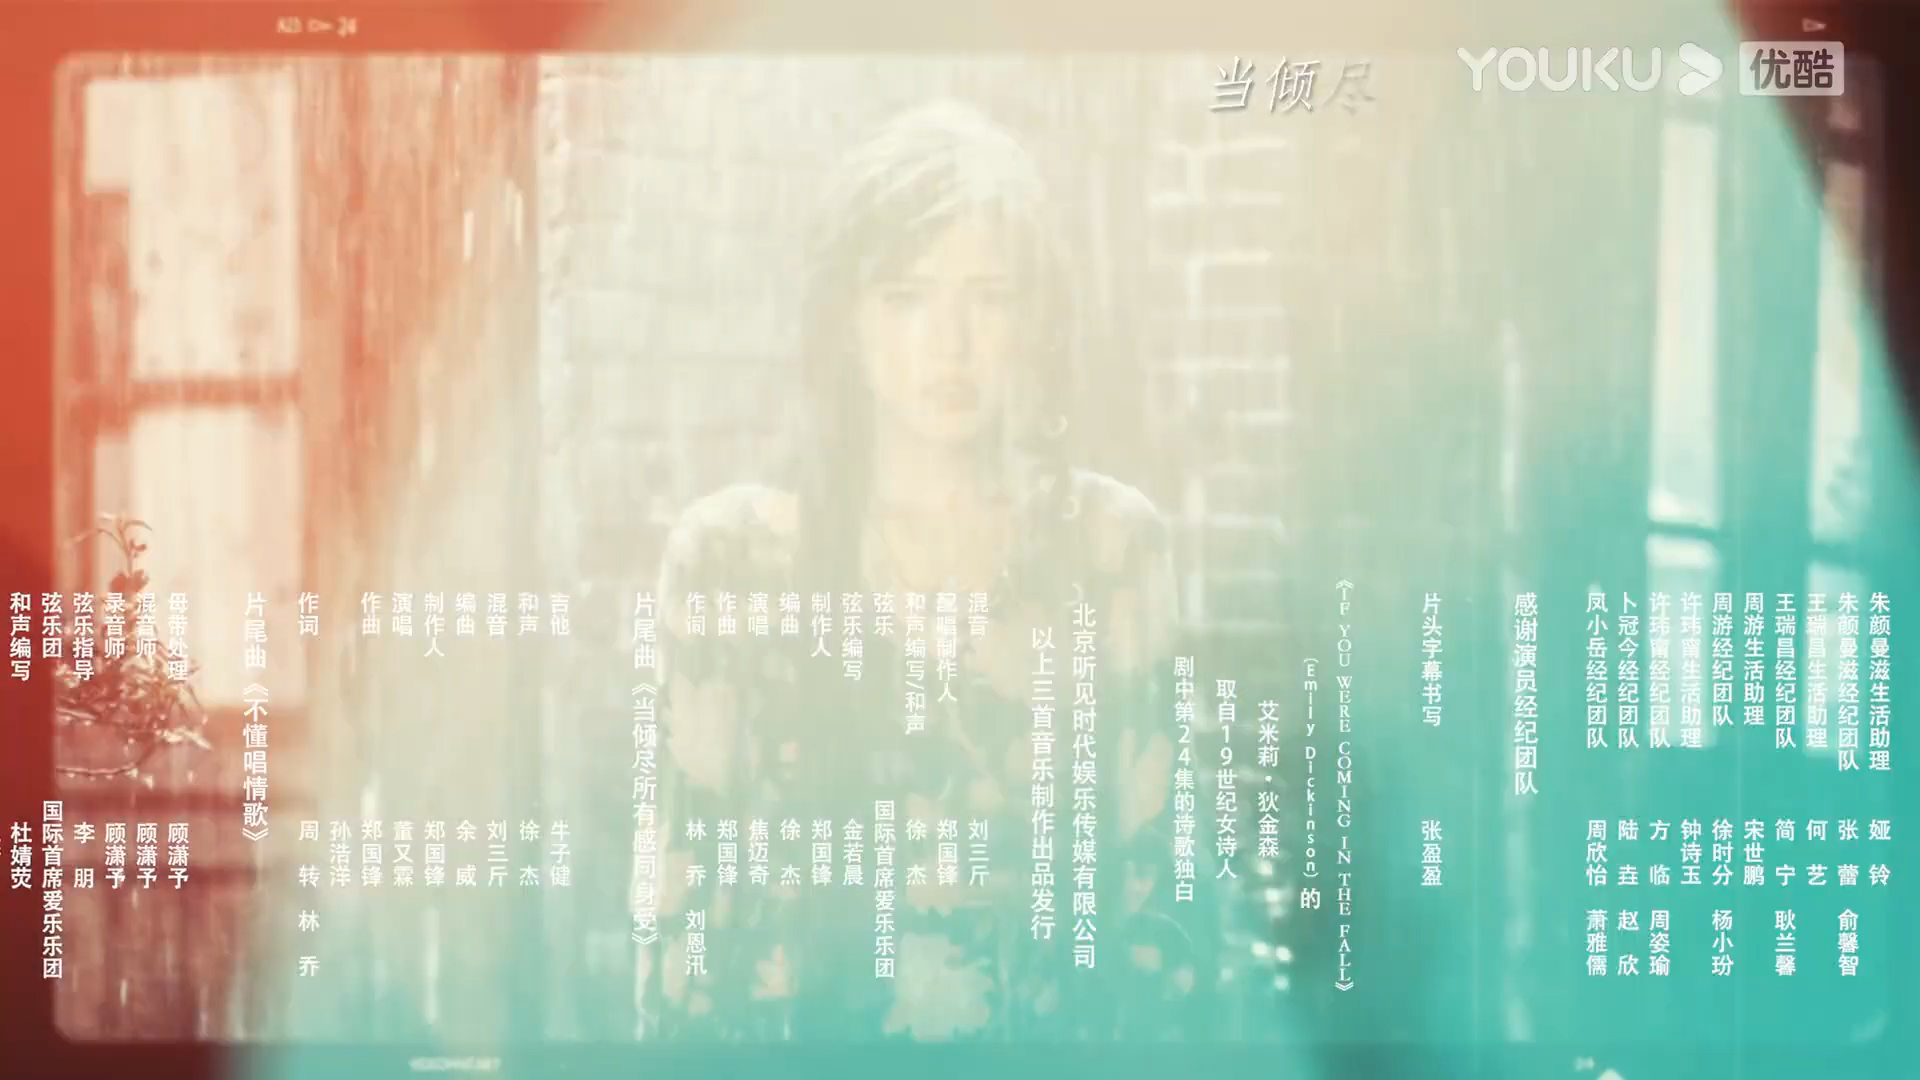 当倾尽
YOUKU 优酷
和声编写 杜婧荧
弦乐团 国际首席爱乐乐团
弦乐指导 李朋
录音师 顾潇予
混音师 顾潇予
母带处理 顾潇予
片尾曲《不懂唱情歌》
作词 周转 林乔
孙浩洋
作曲 郑国锋
演唱 董又霖
制作人 郑国锋
编曲 余威
混音 刘三斤
和声 徐杰
吉他 牛子健
片尾曲《当倾尽所有感同身受》
作词 林乔 刘恩汛
作曲 郑国锋
演唱 焦迈奇
编曲 徐杰
制作人 郑国锋
弦乐编写 金若晨
弦乐 国际首席爱乐乐团
和声编写/和声 徐杰
配唱制作人 郑国锋
混音 刘三斤
以上三首音乐制作出品发行
北京听见时代娱乐传媒有限公司
剧中第24集的诗歌独白
取自19世纪女诗人
艾米莉·狄金森
(Emily Dickinson)的
《IF YOU WERE COMING IN THE FALL》
片头字幕书写 张盈盈
感谢演员经纪团队
凤小岳经纪团队 周欣怡 萧雅儒
卜冠今经纪团队 陆垚 赵欣
许玮甯经纪团队 方临 周姿瑜
许玮甯生活助理 钟诗玉
周游经纪团队 徐时分 杨小玢
周游生活助理 宋世鹏
王瑞昌经纪团队 简宁 耿兰馨
王瑞昌生活助理 何艺
朱颜曼滋经纪团队 张蕾 俞馨智
朱颜曼滋生活助理 娅铃